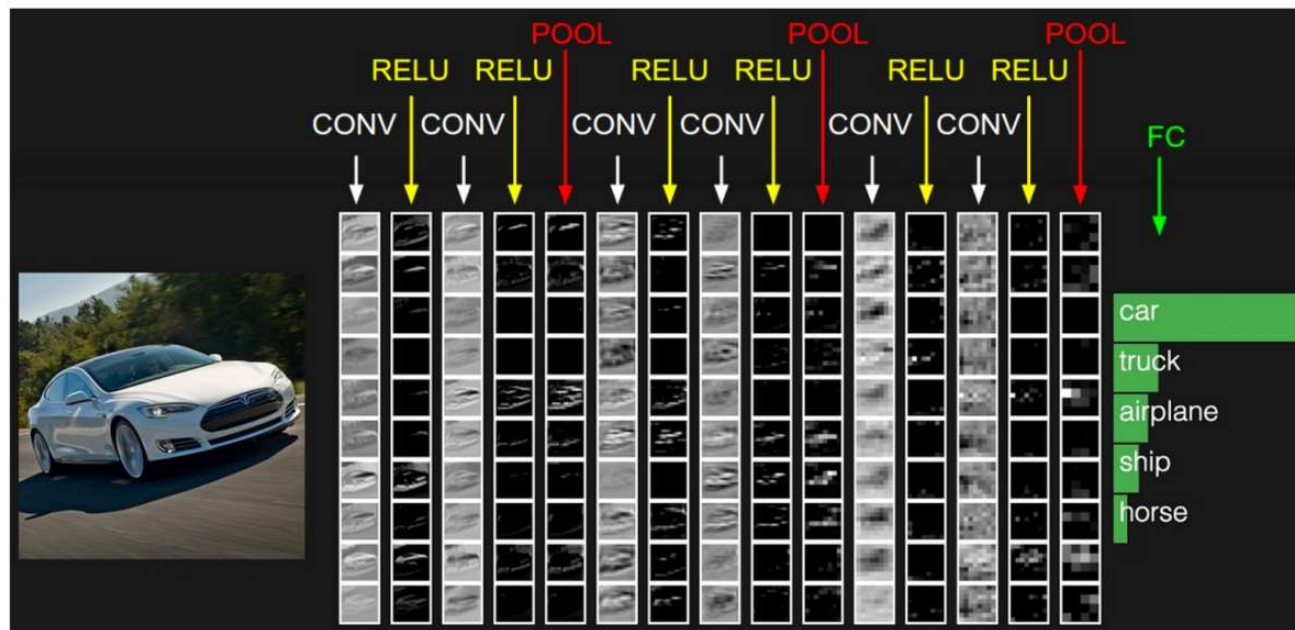 POOL POOL POOL
RELU RELU RELU RELU RELU RELU
CONV CONV CONV CONV CONV CONV
FC
car
truck
airplane
ship
horse